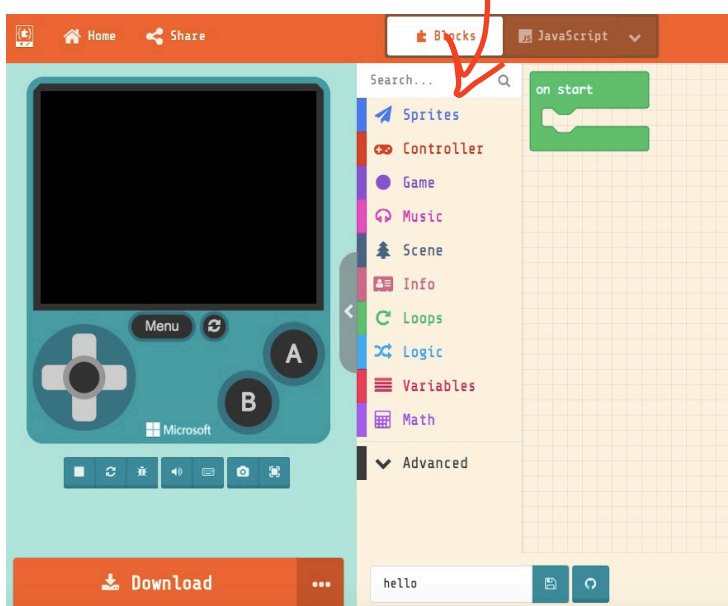 Home
Share
Blocks
JS JavaScript
Search...
on start
Sprites
Controller
Game
Music
Scene
Info
Loops
Logic
Variables
Math
Advanced
Menu
A
B
Microsoft
Download
hello